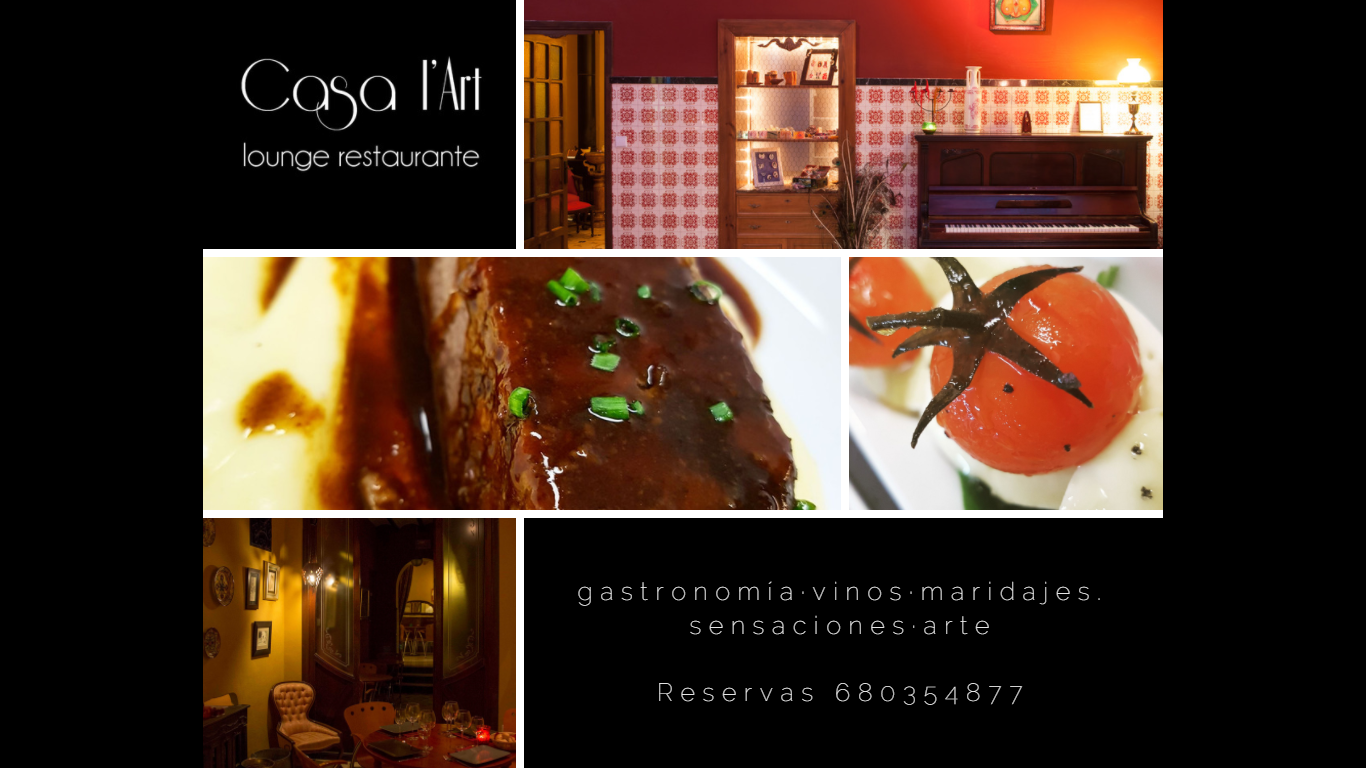 Casa l'Art
lounge restaurante
gastronomía·vinos·maridajes.
sensaciones·arte
Reservas 680354877